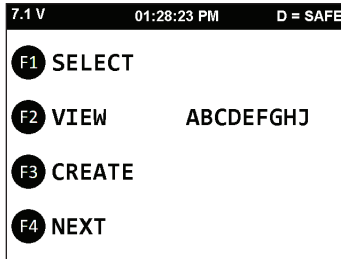 7.1 V 01:28:23 PM D = SAFE
F1 SELECT
F2 VIEW ABCDEFGHJ
F3 CREATE
F4 NEXT